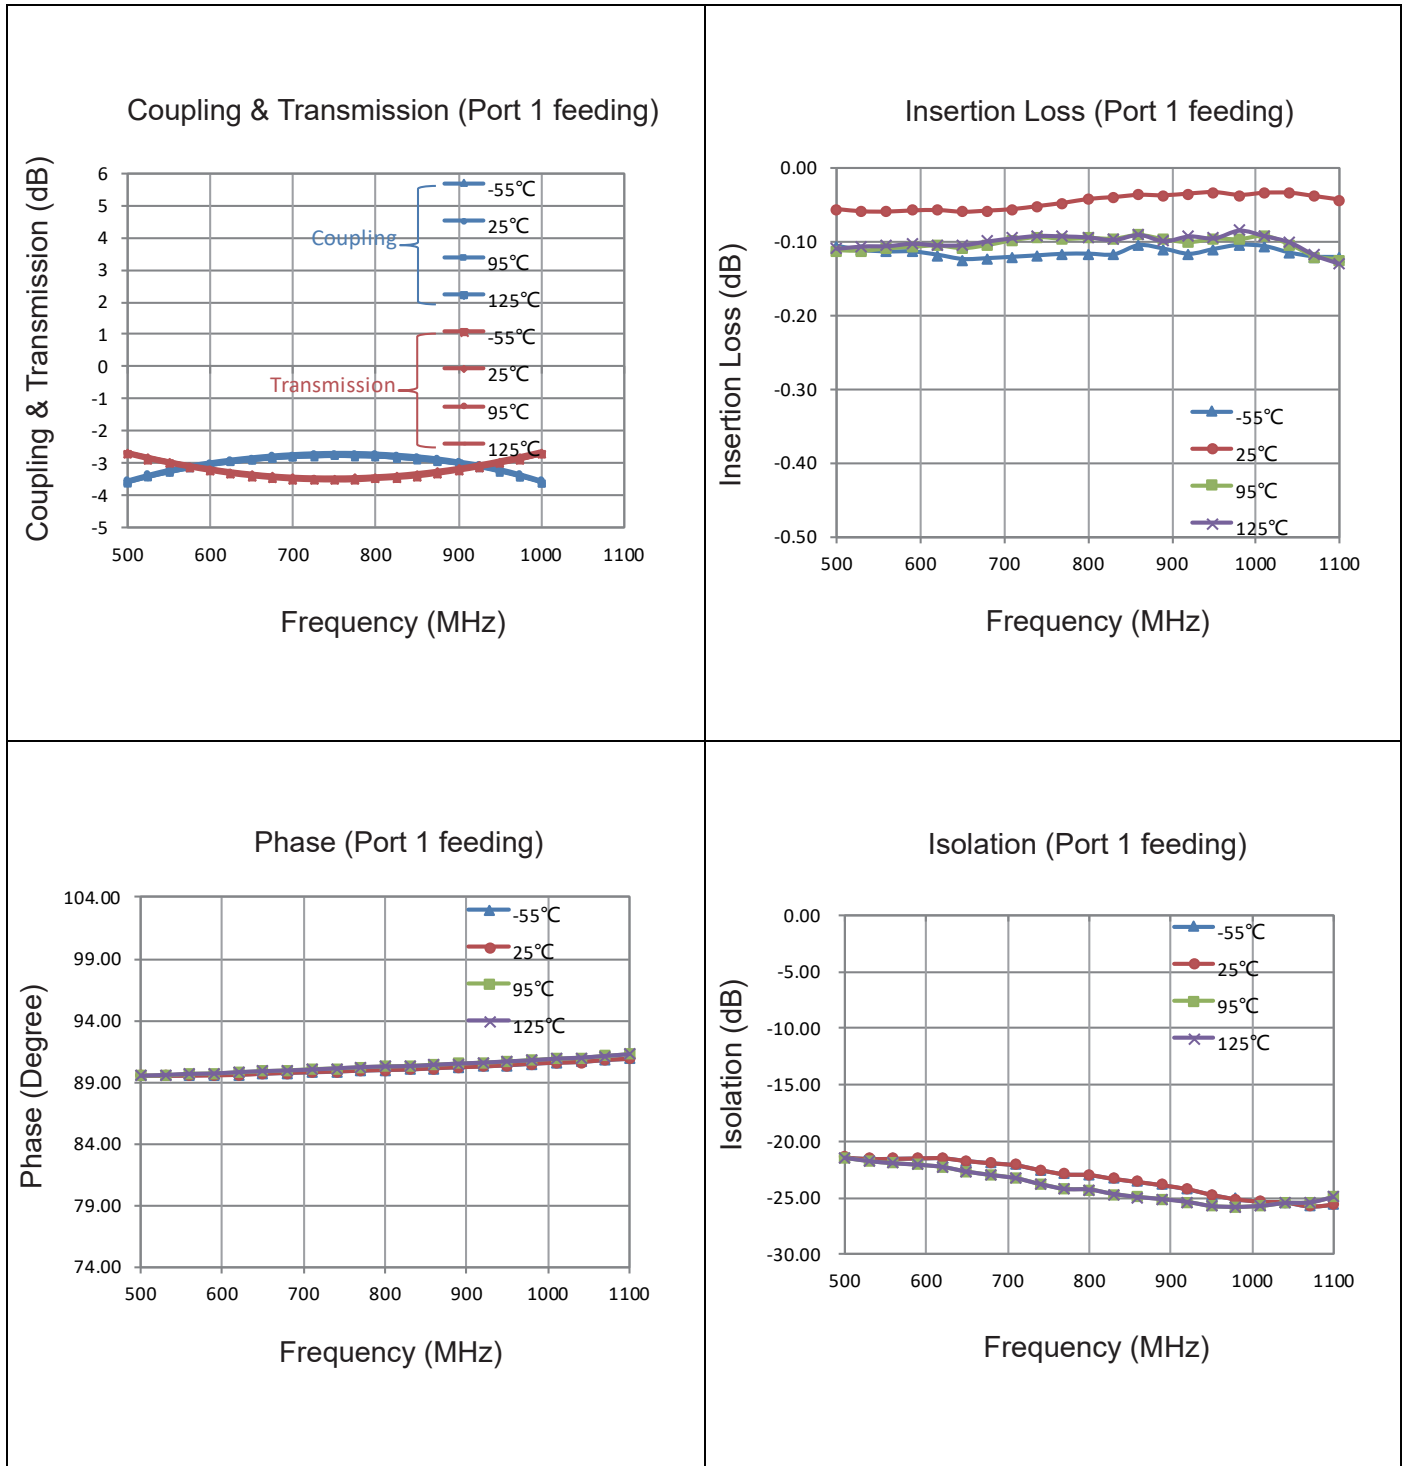 Coupling & Transmission (Port 1 feeding)
Coupling & Transmission (dB)
6
5
4
3
2
1
0
-1
-2
-3
-4
-5
Coupling
-55℃
25℃
95℃
125℃
Transmission
-55℃
25℃
95℃
125℃
500 600 700 800 900 1000 1100
Frequency (MHz)
Insertion Loss (Port 1 feeding)
Insertion Loss (dB)
0.00
-0.10
-0.20
-0.30
-0.40
-0.50
-55℃
25℃
95℃
125℃
500 600 700 800 900 1000 1100
Frequency (MHz)
Phase (Port 1 feeding)
Phase (Degree)
104.00
99.00
94.00
89.00
84.00
79.00
74.00
-55℃
25℃
95℃
125℃
500 600 700 800 900 1000 1100
Frequency (MHz)
Isolation (Port 1 feeding)
Isolation (dB)
0.00
-5.00
-10.00
-15.00
-20.00
-25.00
-30.00
-55℃
25℃
95℃
125℃
500 600 700 800 900 1000 1100
Frequency (MHz)